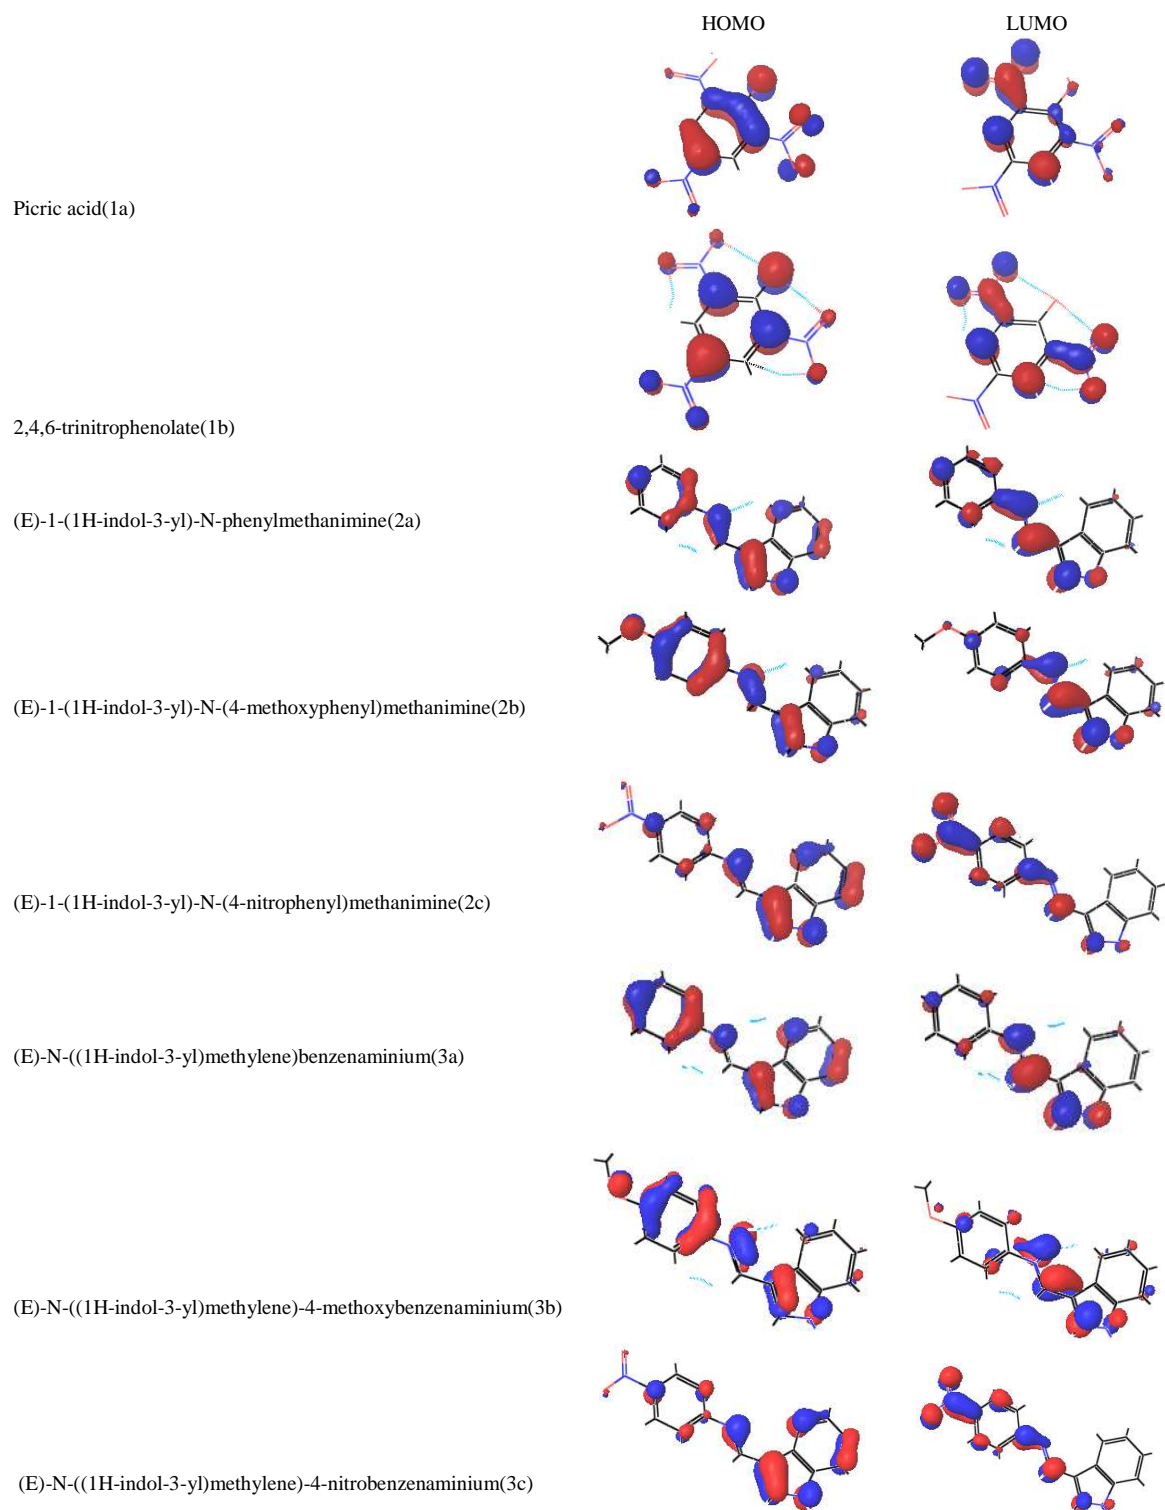 HOMO LUMO
Picric acid(1a)
2,4,6-trinitrophenolate(1b)
(E)-1-(1H-indol-3-yl)-N-phenylmethanimine(2a)
(E)-1-(1H-indol-3-yl)-N-(4-methoxyphenyl)methanimine(2b)
(E)-1-(1H-indol-3-yl)-N-(4-nitrophenyl)methanimine(2c)
(E)-N-((1H-indol-3-yl)methylene)benzenaminium(3a)
(E)-N-((1H-indol-3-yl)methylene)-4-methoxybenzenaminium(3b)
(E)-N-((1H-indol-3-yl)methylene)-4-nitrobenzenaminium(3c)